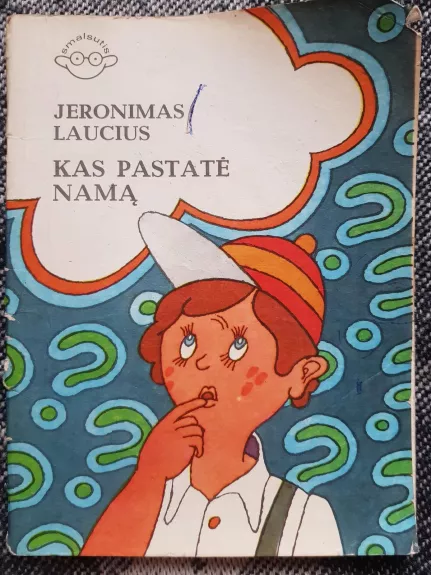 smalsutis
JERONIMAS
LAUCIUS
KAS PASTATĖ
NAMĄ